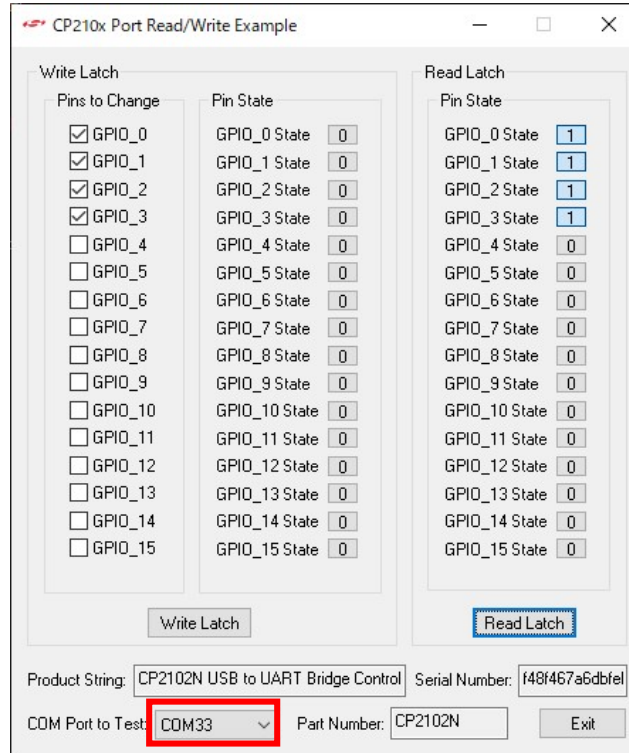 CP210x Port Read/Write Example
Write Latch
Pins to Change
GPIO_0
GPIO_1
GPIO_2
GPIO_3
GPIO_4
GPIO_5
GPIO_6
GPIO_7
GPIO_8
GPIO_9
GPIO_10
GPIO_11
GPIO_12
GPIO_13
GPIO_14
GPIO_15
Pin State
GPIO_0 State 0
GPIO_1 State 0
GPIO_2 State 0
GPIO_3 State 0
GPIO_4 State 0
GPIO_5 State 0
GPIO_6 State 0
GPIO_7 State 0
GPIO_8 State 0
GPIO_9 State 0
GPIO_10 State 0
GPIO_11 State 0
GPIO_12 State 0
GPIO_13 State 0
GPIO_14 State 0
GPIO_15 State 0
Write Latch
Read Latch
Pin State
GPIO_0 State 1
GPIO_1 State 1
GPIO_2 State 1
GPIO_3 State 1
GPIO_4 State 0
GPIO_5 State 0
GPIO_6 State 0
GPIO_7 State 0
GPIO_8 State 0
GPIO_9 State 0
GPIO_10 State 0
GPIO_11 State 0
GPIO_12 State 0
GPIO_13 State 0
GPIO_14 State 0
GPIO_15 State 0
Read Latch
Product String: CP2102N USB to UART Bridge Control Serial Number: f48f467a6dbfel
COM Port to Test: COM33 Part Number: CP2102N Exit